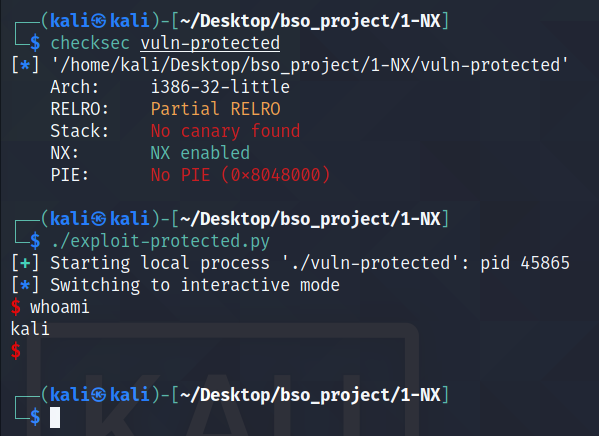 ┌──(kali㉿kali)-[~/Desktop/bso_project/1-NX]
└─$ checksec vuln-protected
[*] '/home/kali/Desktop/bso_project/1-NX/vuln-protected'
    Arch:     i386-32-little
    RELRO:    Partial RELRO
    Stack:    No canary found
    NX:       NX enabled
    PIE:      No PIE (0×8048000)
┌──(kali㉿kali)-[~/Desktop/bso_project/1-NX]
└─$ ./exploit-protected.py
[+] Starting local process './vuln-protected': pid 45865
[*] Switching to interactive mode
$ whoami
kali
$
┌──(kali㉿kali)-[~/Desktop/bso_project/1-NX]
└─$
KALI